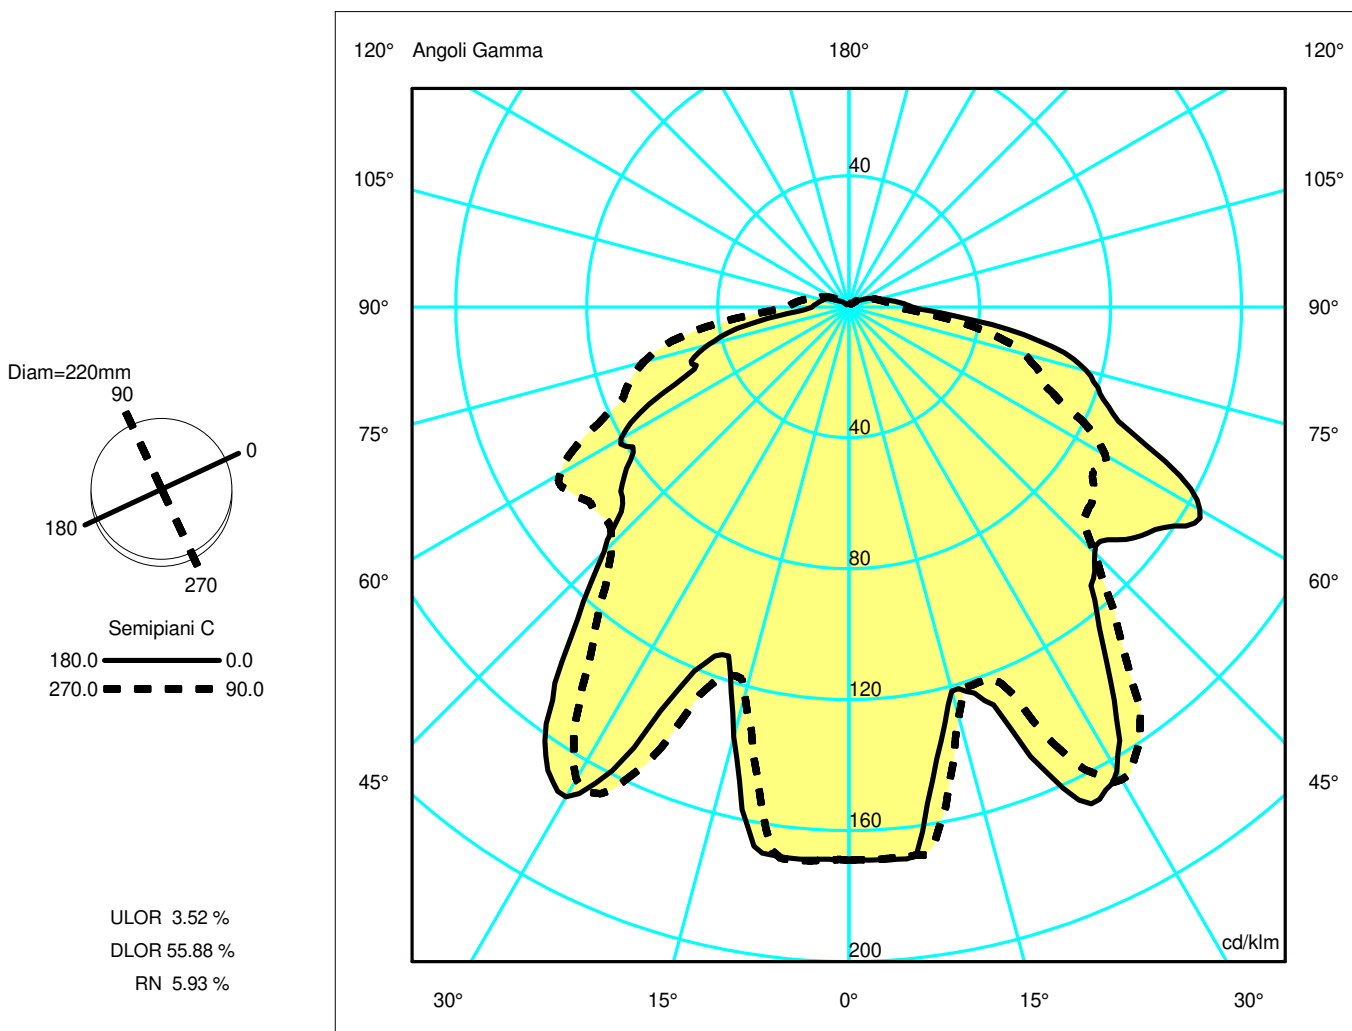 120° Angoli Gamma 180° 120°
40
105° 105°
90° 90°
Diam=220mm
90
40
75° 75°
0
180
80
270
60° 60°
Semipiani C
180.0 0.0
270.0 90.0
120
45° 45°
160
ULOR 3.52 %
cd/klm
DLOR 55.88 %
200
RN 5.93 %
30° 15° 0° 15° 30°